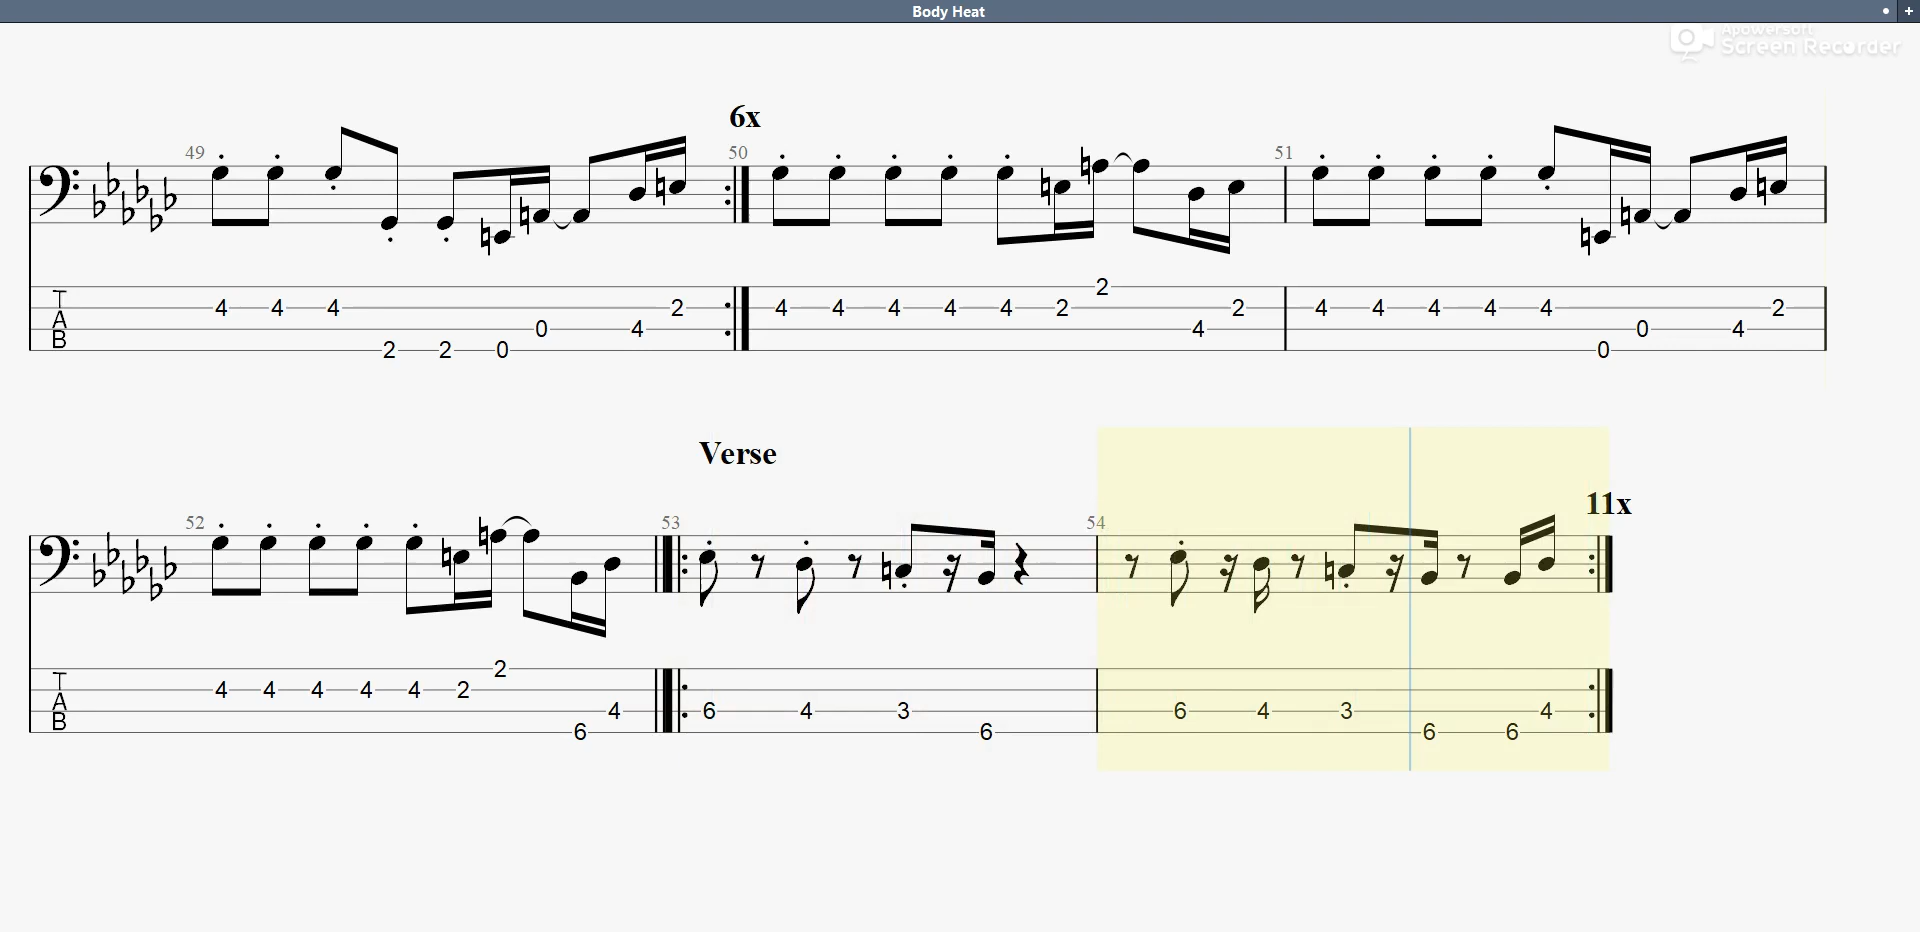 Body Heat
Apowersoft
Screen Recorder
6x
49 50 51
4 4 4 2 2 0 0 4 2 4 4 4 4 4 2 2 4 2 4 4 4 4 4 0 0 4 2
TAB
Verse
11x
52 53 54
4 4 4 4 4 2 2 6 4 6 4 3 6 6 4 3 6 6 4
TAB